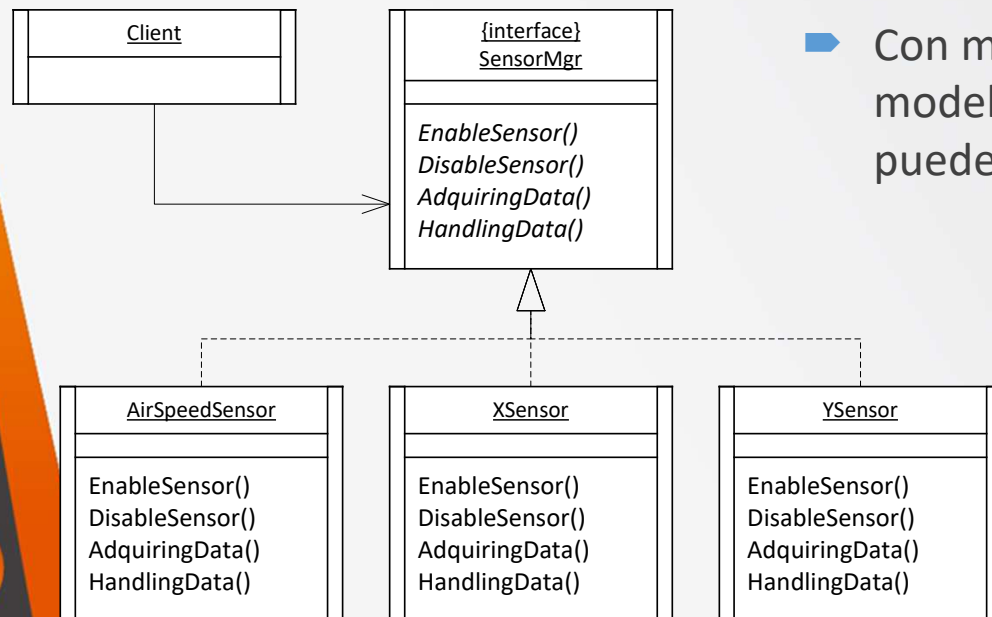 Client
{interface}
SensorMgr
EnableSensor()
DisableSensor()
AdquiringData()
HandlingData()
Con
puede
AirSpeedSensor
EnableSensor()
DisableSensor()
AdquiringData()
HandlingData()
XSensor
EnableSensor()
DisableSensor()
AdquiringData()
HandlingData()
YSensor
EnableSensor()
DisableSensor()
AdquiringData()
HandlingData()